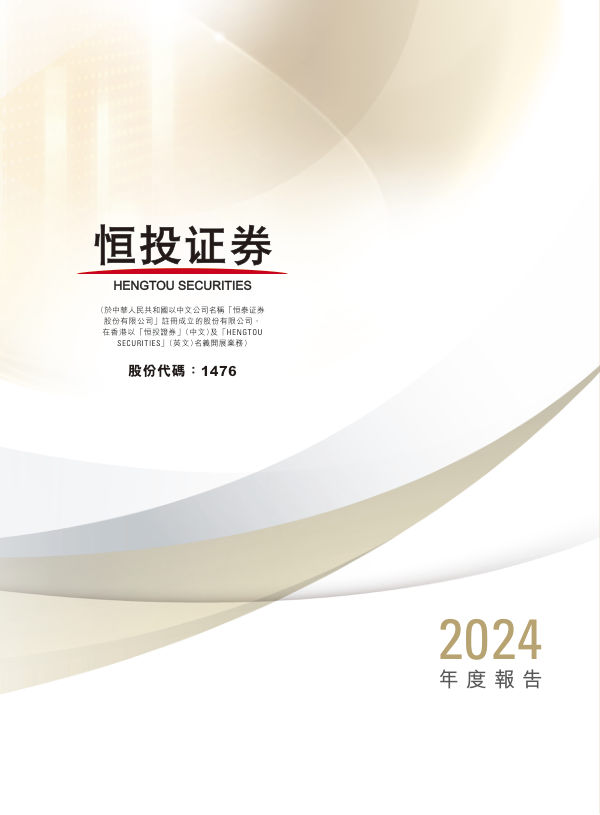 恒投证券
HENGTOU SECURITIES
（於中華人民共和國以中文公司名稱「恒泰证券
股份有限公司」註冊成立的股份有限公司，
在香港以「恒投證券」（中文）及「HENGTOU
SECURITIES」（英文）名義開展業務）
股份代碼：1476
2024
年度報告